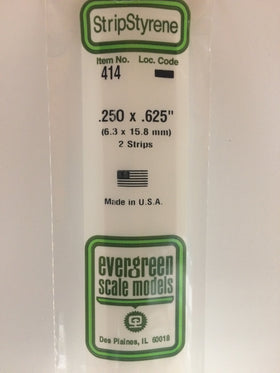 StripStyrene
Item No. Loc. Code
414
.250 x .625"
(6.3 x 15.8 mm)
2 Strips
Made in U.S.A.
evergreen
scale models
Des Plaines, IL 60018